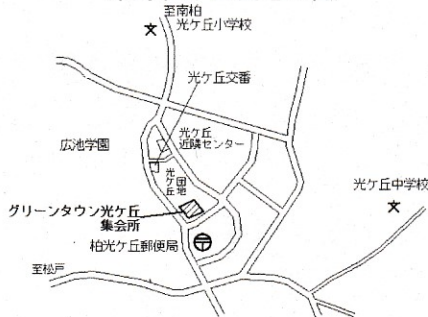 至南柏
光ケ丘小学校
光ケ丘交番
広池学園
光ケ丘
近隣センター
光ケ丘
団地
光ケ丘中学校
グリーンタウン光ケ丘
集会所
柏光ケ丘郵便局
至松戸